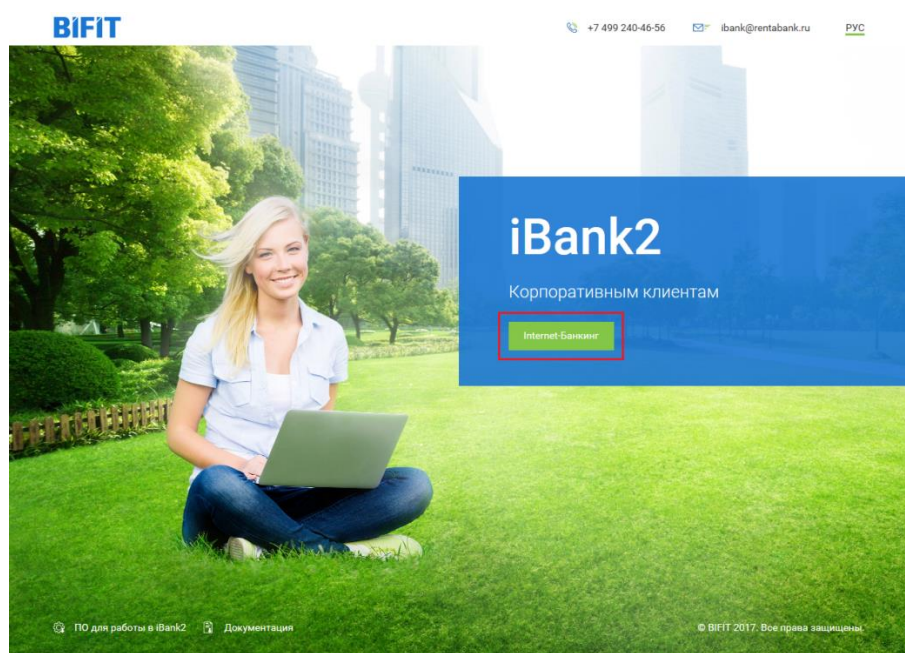 BIFIT
+7 499 240-46-56
ibank@rentabank.ru
РУС
iBank2
Корпоративным клиентам
Internet-Банкинг
ПО для работы в iBank2
Документация
© BIFIT 2017. Все права защищены.